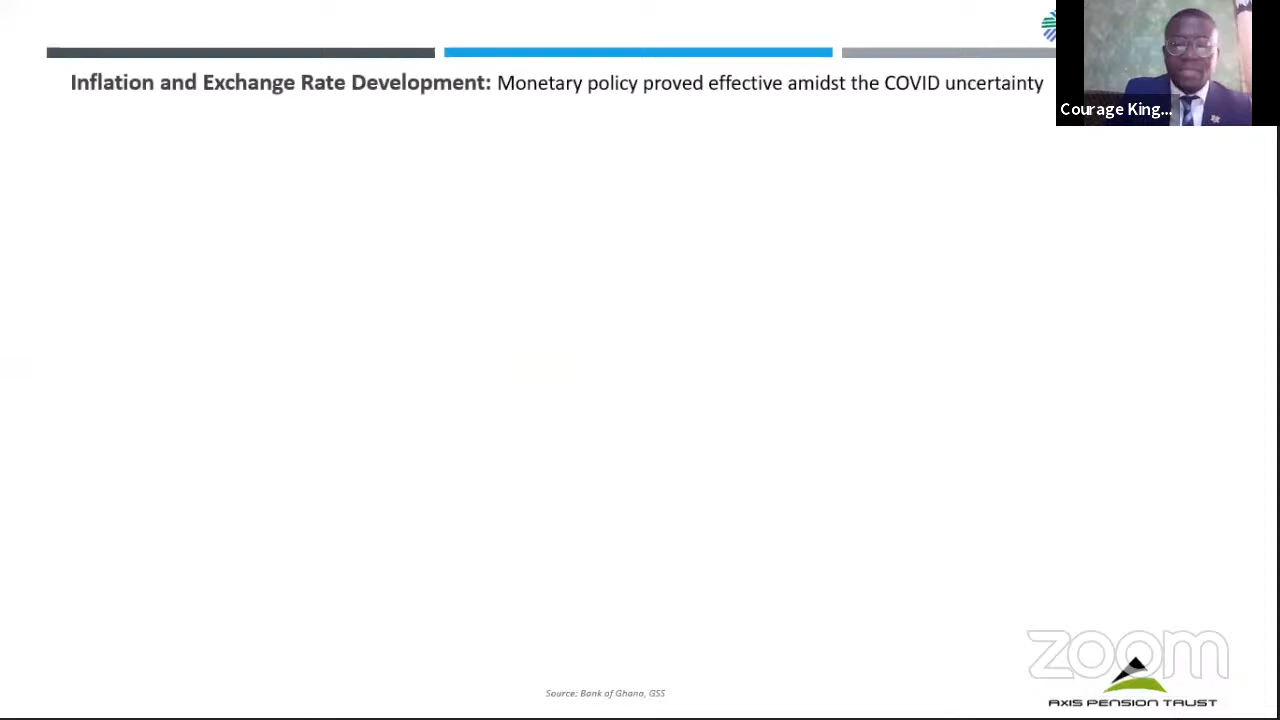 Inflation and Exchange Rate Development: Monetary policy proved effective amidst the COVID uncertainty
Courage King...
zoom
Source: Bank of Ghana, GSS
AXIS PENSION TRUST